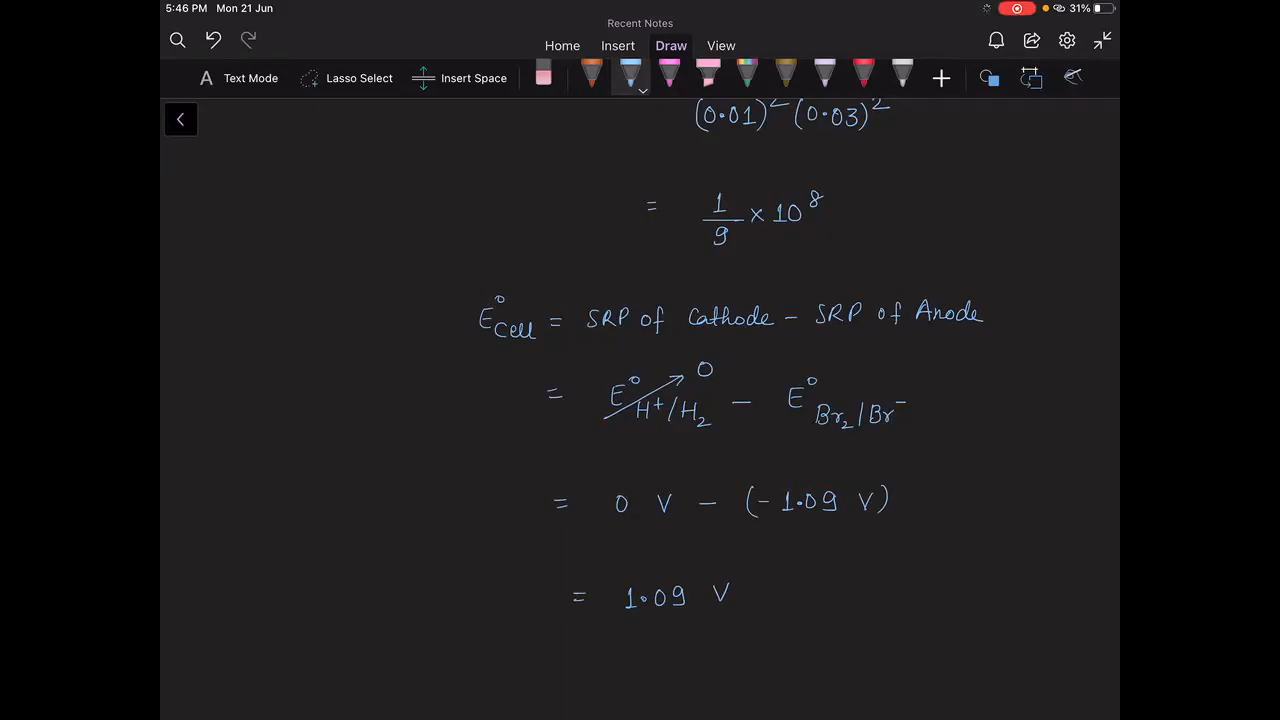 5:46 PM Mon 21 Jun
31%
Recent Notes
Home Insert Draw View
A Text Mode Lasso Select Insert Space
(0.01)² (0.03)²
= 1/9 × 10⁸
E°Cell = SRP of Cathode - SRP of Anode
= E°H⁺/H₂ 0 - E°Br₂/Br⁻
= 0 V - (-1.09 V)
= 1.09 V